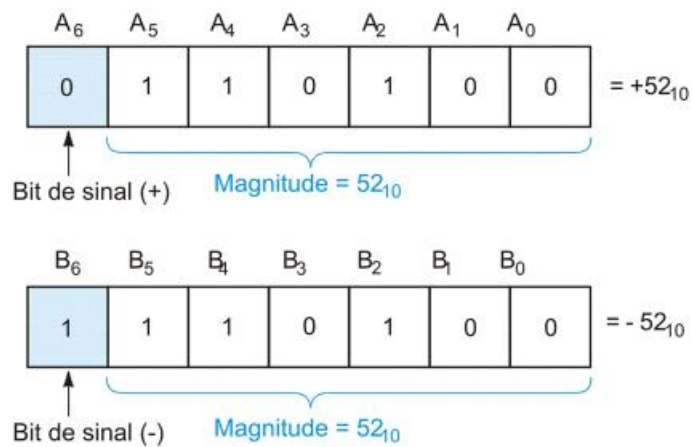 A₆ A₅ A₄ A₃ A₂ A₁ A₀
0 1 1 0 1 0 0 = +52₁₀
Bit de sinal (+) Magnitude = 52₁₀
B₆ B₅ B₄ B₃ B₂ B₁ B₀
1 1 1 0 1 0 0 = - 52₁₀
Bit de sinal (-) Magnitude = 52₁₀